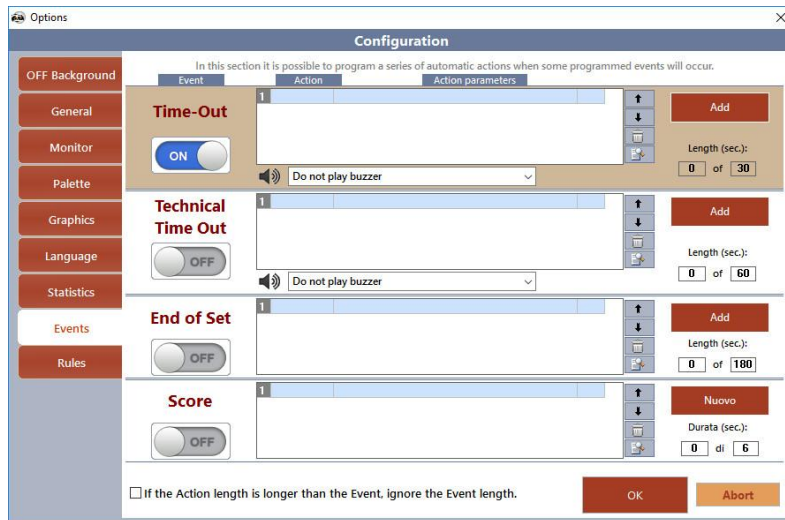 Options
Configuration
In this section it is possible to program a series of automatic actions when some programmed events will occur.
Event Action Action parameters
OFF Background
General
Monitor
Palette
Graphics
Language
Statistics
Events
Rules
Time-Out
ON
1
Do not play buzzer
Add
Length (sec.):
0 of 30
Technical
Time Out
OFF
1
Do not play buzzer
Add
Length (sec.):
0 of 60
End of Set
OFF
1
Add
Length (sec.):
0 of 180
Score
OFF
1
Nuovo
Durata (sec.):
0 di 6
If the Action length is longer than the Event, ignore the Event length.
OK
Abort